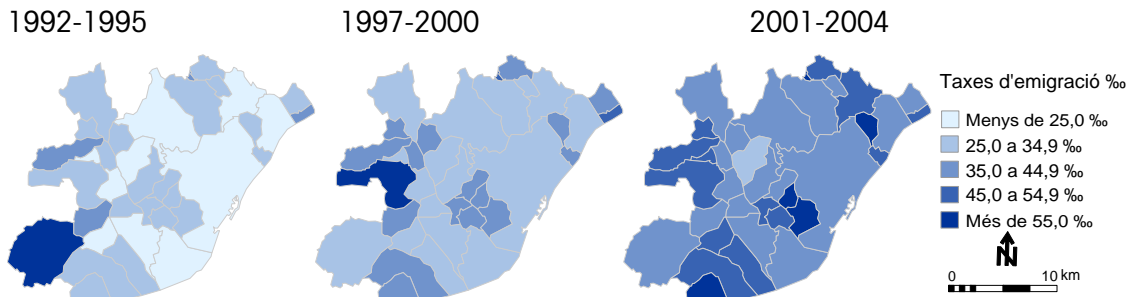 1992-1995
1997-2000
2001-2004
Taxes d'emigració ‰
Menys de 25,0 ‰
25,0 a 34,9 ‰
35,0 a 44,9 ‰
45,0 a 54,9 ‰
Més de 55,0 ‰
N
0 10 km